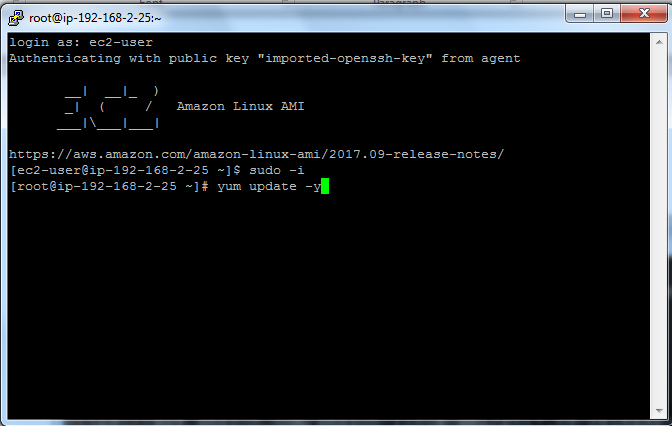 Font
Paragraph
root@ip-192-168-2-25:~
login as: ec2-user
Authenticating with public key "imported-openssh-key" from agent
       __|  __|_  )
       _|  (     /   Amazon Linux AMI
      ___|\___|___|
https://aws.amazon.com/amazon-linux-ami/2017.09-release-notes/
[ec2-user@ip-192-168-2-25 ~]$ sudo -i
[root@ip-192-168-2-25 ~]# yum update -y